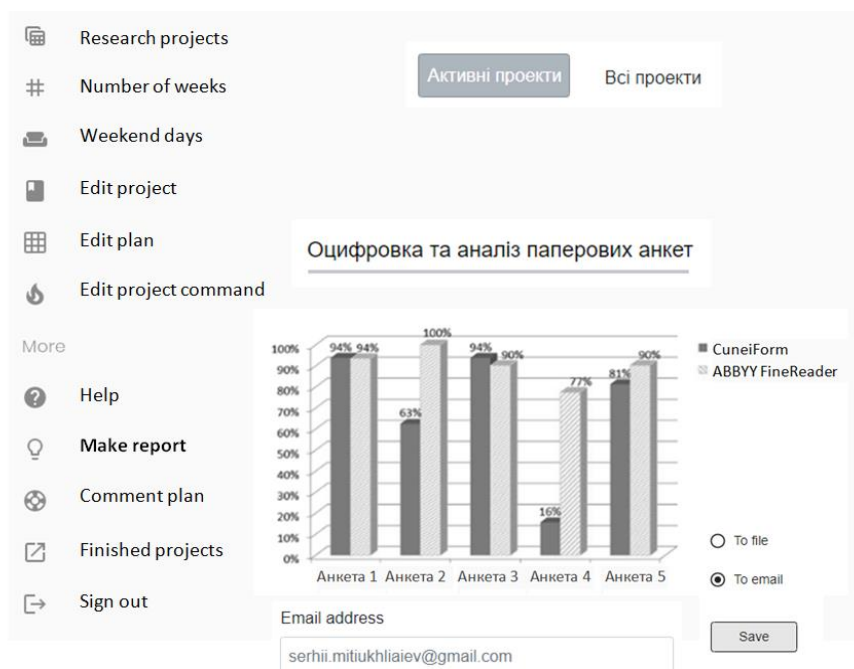 Research projects
Number of weeks
Weekend days
Edit project
Edit plan
Edit project command
More
Help
Make report
Comment plan
Finished projects
Sign out
Активні проекти
Всі проекти
Оцифровка та аналіз паперових анкет
100%
90%
80%
70%
60%
50%
40%
30%
20%
10%
0%
94% 94%
63%
100%
94%
90%
16%
77%
81%
90%
Анкета 1 Анкета 2 Анкета 3 Анкета 4 Анкета 5
CuneiForm
ABBYY FineReader
To file
To email
Email address
serhii.mitiukhliaiev@gmail.com
Save